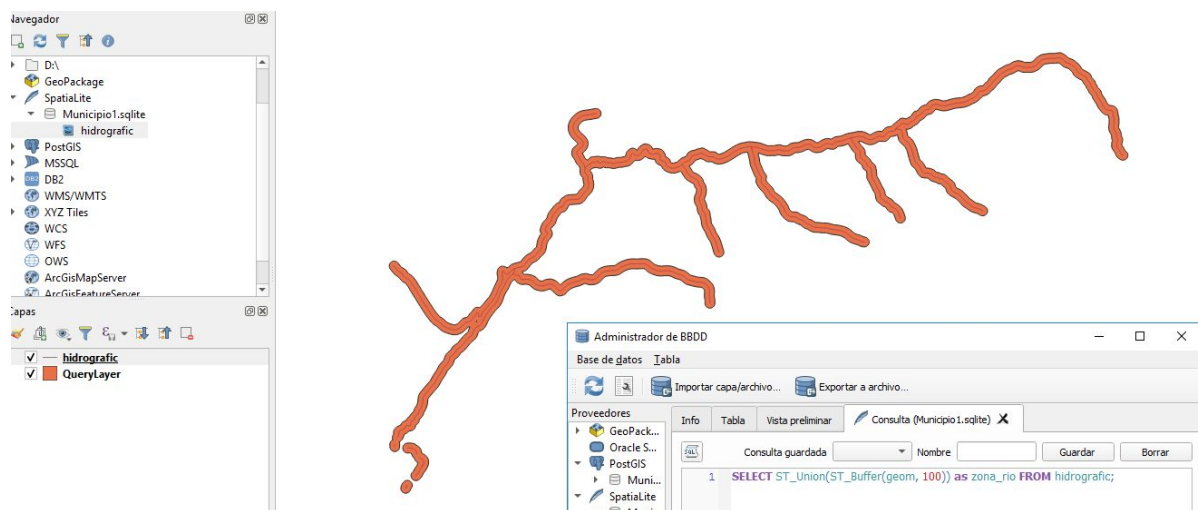 Navegador
D:\
GeoPackage
SpatiaLite
Municipio1.sqlite
hidrografic
PostGIS
MSSQL
DB2
WMS/WMTS
XYZ Tiles
WCS
WFS
OWS
ArcGisMapServer
ArcGisFeatureServer
Capas
hidrografic
QueryLayer
Administrador de BBDD
Base de datos Tabla
Importar capa/archivo... Exportar a archivo...
Proveedores
GeoPack...
Oracle S...
PostGIS
Muni...
SpatiaLite
Info Tabla Vista preliminar Consulta (Municipio1.sqlite)
SQL Consulta guardada Nombre Guardar Borrar
1 SELECT ST_Union(ST_Buffer(geom, 100)) as zona_rio FROM hidrografic;